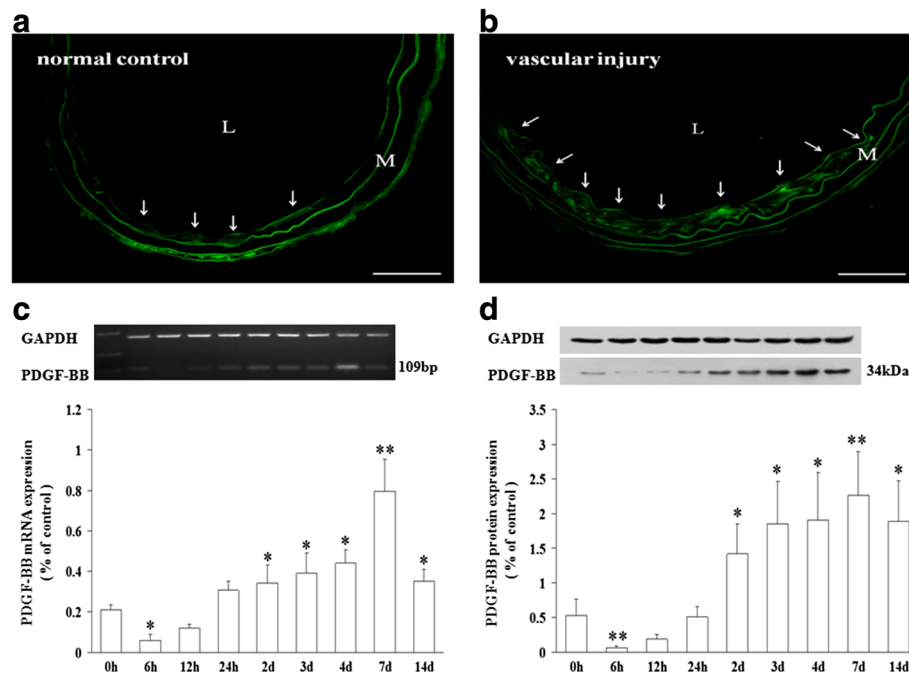 a
normal control
L
M
b
vascular injury
L
M
c
GAPDH
PDGF-BB
109bp
PDGF-BB mRNA expression
( % of control)
1.2
1
0.8
0.6
0.4
0.2
0
*
*
*
*
**
*
0h 6h 12h 24h 2d 3d 4d 7d 14d
d
GAPDH
PDGF-BB
34kDa
PDGF-BB protein expression
( % of control)
3.5
3
2.5
2
1.5
1
0.5
0
**
*
*
*
**
*
0h 6h 12h 24h 2d 3d 4d 7d 14d